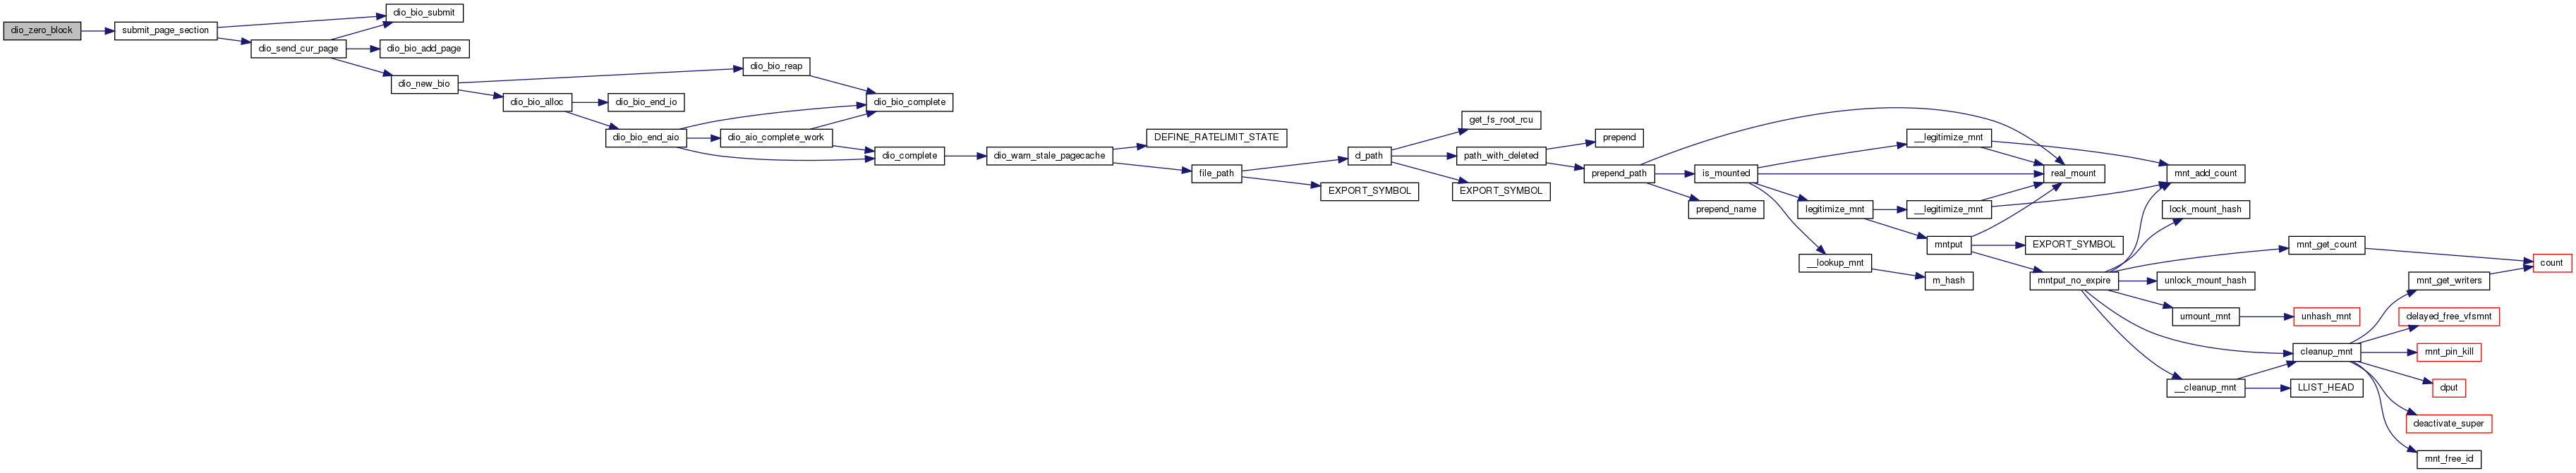 dio_zero_block
submit_page_section
dio_bio_submit
dio_send_cur_page
dio_bio_add_page
dio_new_bio
dio_bio_reap
dio_bio_alloc
dio_bio_end_io
dio_bio_complete
dio_bio_end_aio
dio_aio_complete_work
dio_complete
dio_warn_stale_pagecache
DEFINE_RATELIMIT_STATE
file_path
d_path
EXPORT_SYMBOL
get_fs_root_rcu
path_with_deleted
EXPORT_SYMBOL
prepend
prepend_path
is_mounted
prepend_name
__legitimize_mnt
real_mount
legitimize_mnt
__legitimize_mnt
mnt_add_count
mntput
EXPORT_SYMBOL
__lookup_mnt
m_hash
lock_mount_hash
mntput_no_expire
mnt_get_count
count
unlock_mount_hash
mnt_get_writers
umount_mnt
unhash_mnt
delayed_free_vfsmnt
cleanup_mnt
mnt_pin_kill
__cleanup_mnt
LLIST_HEAD
dput
deactivate_super
mnt_free_id